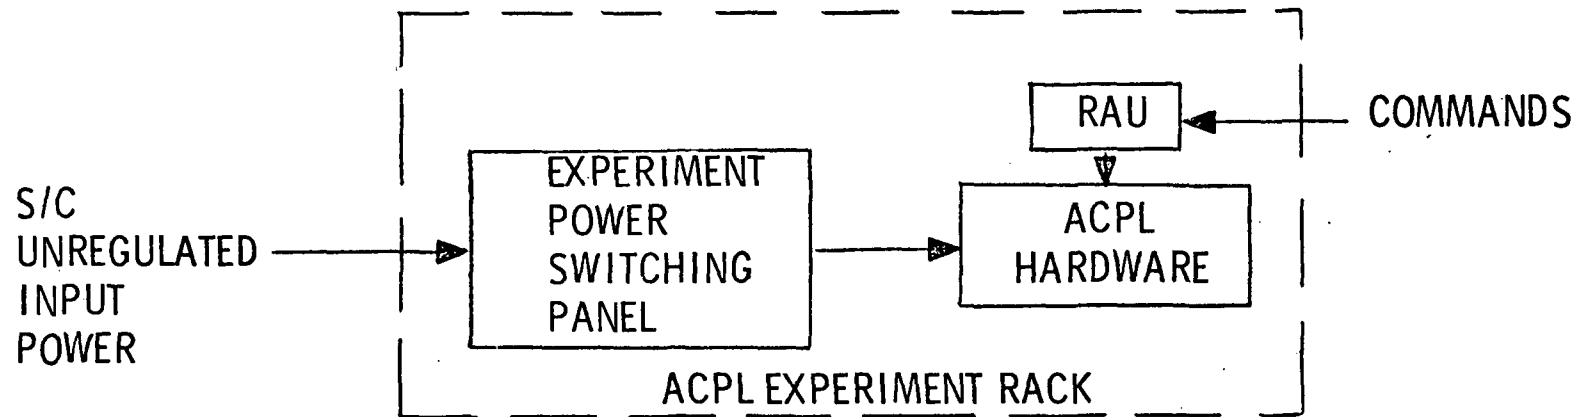 S/C
UNREGULATED
INPUT
POWER
EXPERIMENT
POWER
SWITCHING
PANEL
RAU
COMMANDS
ACPL
HARDWARE
ACPL EXPERIMENT RACK